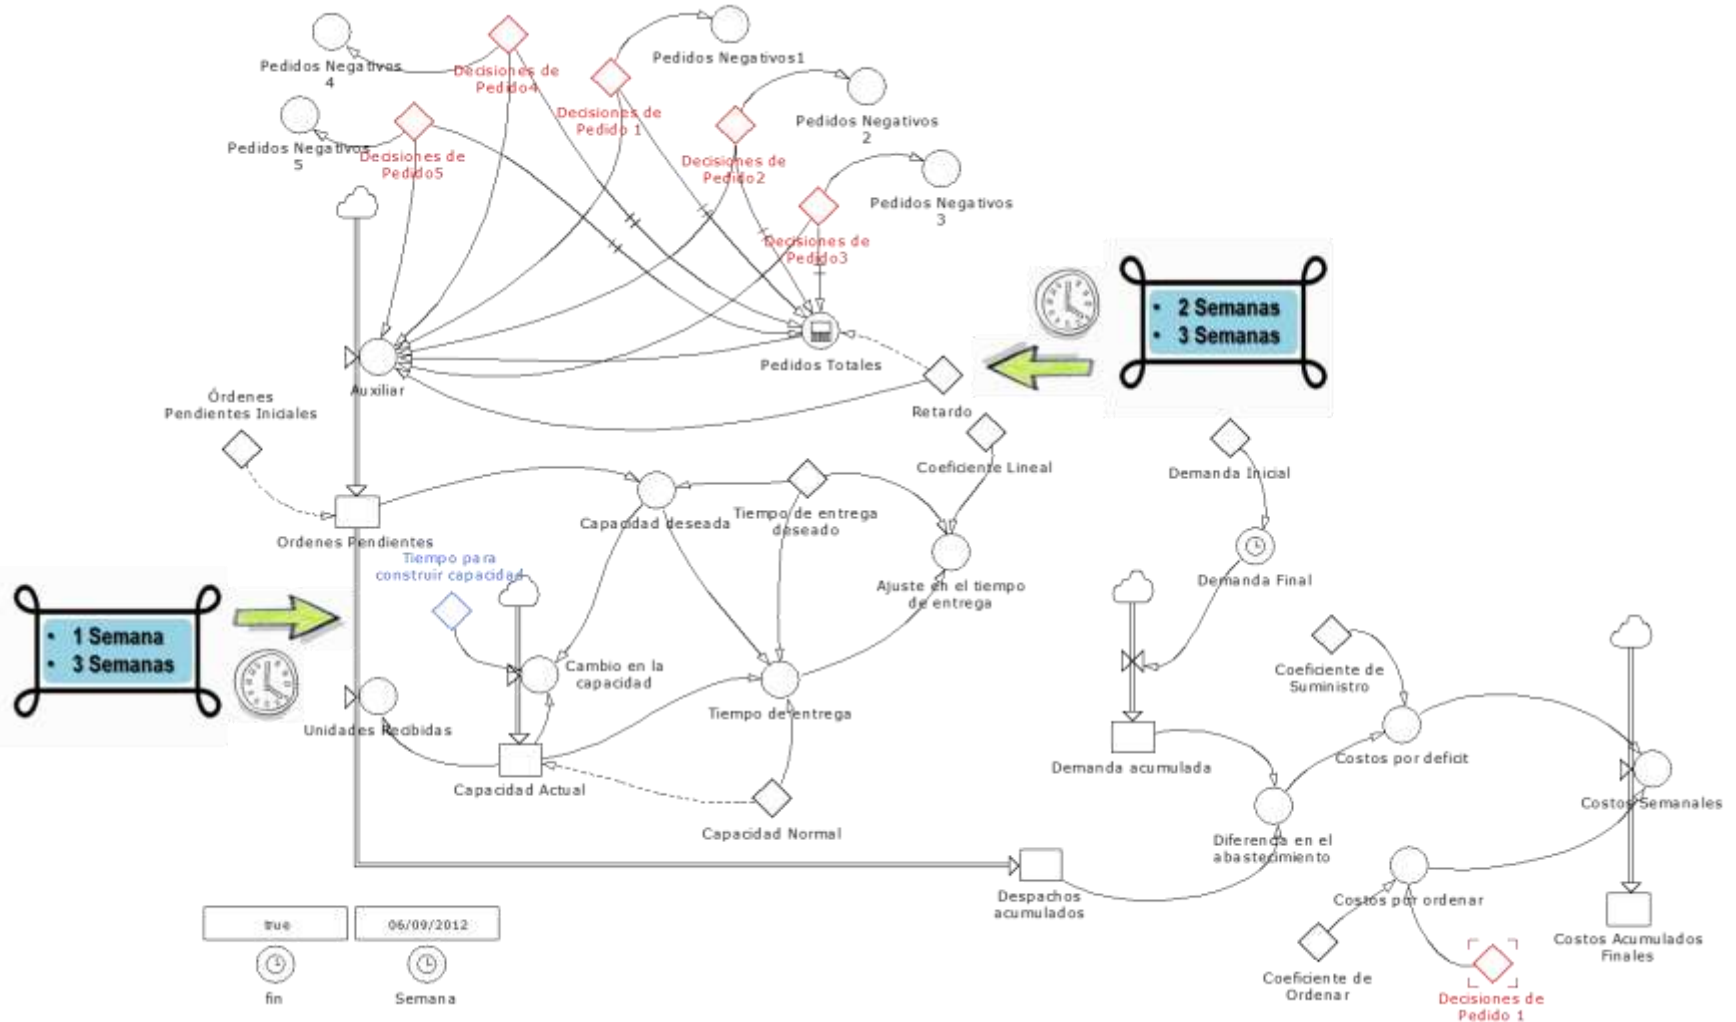 Pedidos Negativos
4
Decisiones de
Pedido4
Pedidos Negativos1
Decisiones de
Pedido 1
Pedidos Negativos
2
Pedidos Negativos
5
Decisiones de
Pedido5
Decisiones de
Pedido2
Pedidos Negativos
3
Decisiones de
Pedido3
• 2 Semanas
• 3 Semanas
Pedidos Totales
Auxiliar
Retardo
Órdenes
Pendientes Iniciales
Coeficiente Lineal
Demanda Inicial
Capacidad deseada
Tiempo de entrega
deseado
Ordenes Pendientes
Tiempo para
construir capacidad
Ajuste en el tiempo
de entrega
Demanda Final
• 1 Semana
• 3 Semanas
Cambio en la
capacidad
Coeficiente de
Suministro
Unidades Recibidas
Tiempo de entrega
Capacidad Actual
Demanda acumulada
Costos por deficit
Costos Semanales
Capacidad Normal
Diferencia en el
abastecimiento
Despachos
acumulados
Costos por ordenar
true
06/09/2012
Costos Acumulados
Finales
fin
Semana
Coeficiente de
Ordenar
Decisiones de
Pedido 1